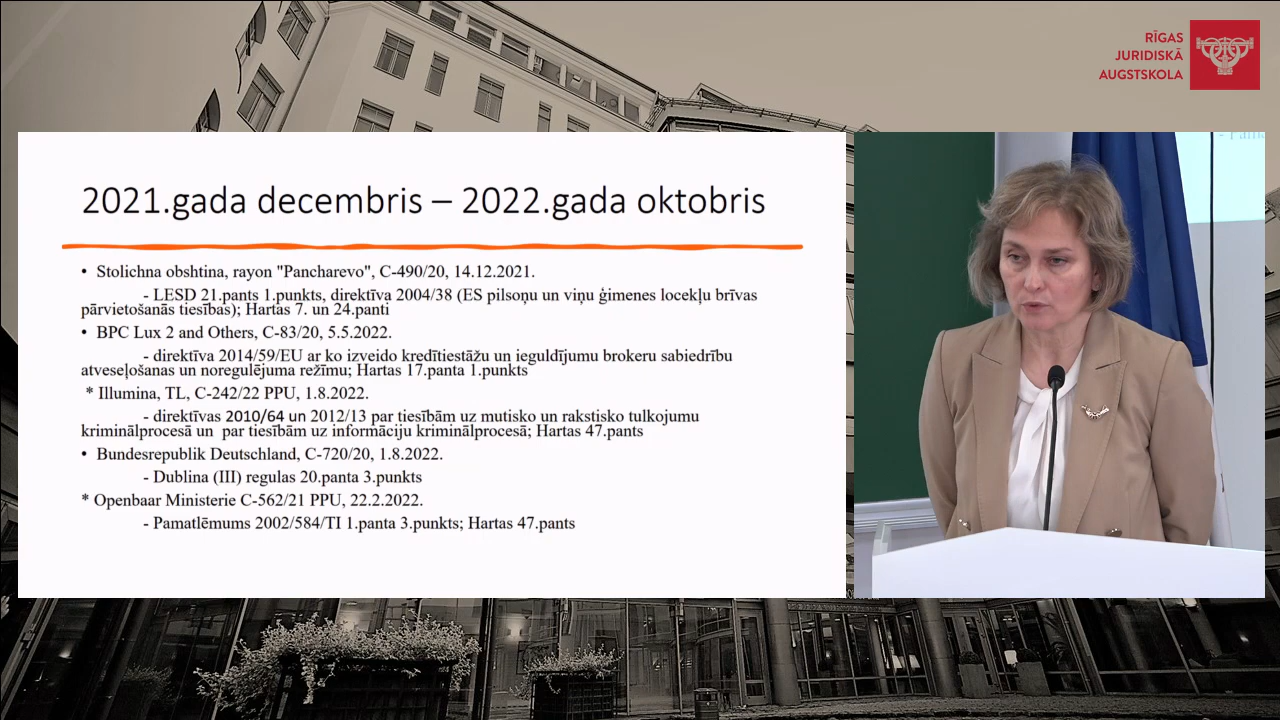 RĪGAS
JURIDISKĀ
AUGSTSKOLA
2021.gada decembris – 2022.gada oktobris
• Stolichna obshtina, rayon "Pancharevo", C-490/20, 14.12.2021.
- LESD 21.pants 1.punkts, direktīva 2004/38 (ES pilsoņu un viņu ģimenes locekļu brīvas
pārvietošanās tiesības); Hartas 7. un 24.panti
• BPC Lux 2 and Others, C-83/20, 5.5.2022.
- direktīva 2014/59/EU ar ko izveido kredītiestāžu un ieguldījumu brokeru sabiedrību
atveseļošanas un noregulējuma režīmu; Hartas 17.panta 1.punkts
* Illumina, TL, C-242/22 PPU, 1.8.2022.
- direktīvas 2010/64 un 2012/13 par tiesībām uz mutisko un rakstisko tulkojumu
kriminālprocesā un par tiesībām uz informāciju kriminālprocesā; Hartas 47.pants
• Bundesrepublik Deutschland, C-720/20, 1.8.2022.
- Dublina (III) regulas 20.panta 3.punkts
* Openbaar Ministerie C-562/21 PPU, 22.2.2022.
- Pamatlēmums 2002/584/TI 1.panta 3.punkts; Hartas 47.pants